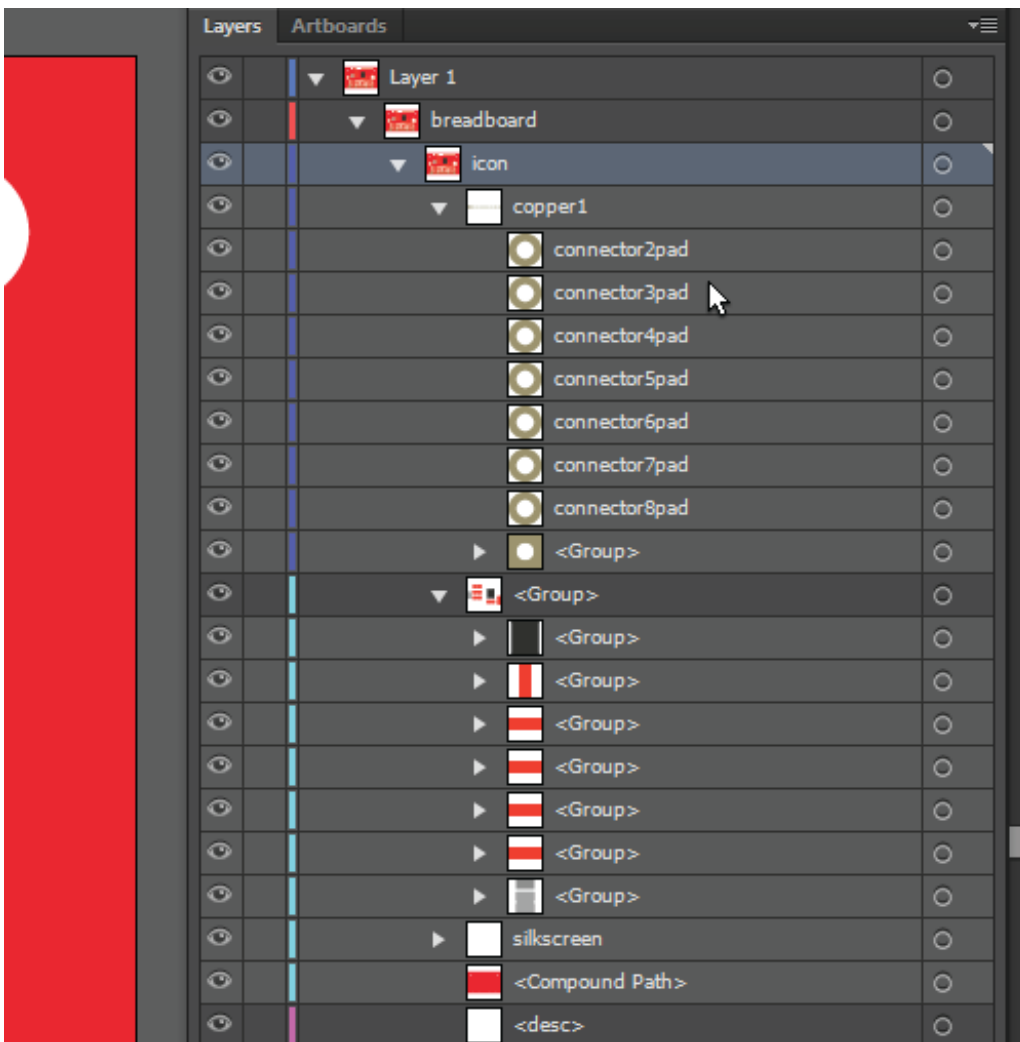 Layers Artboards
Layer 1
breadboard
icon
copper1
connector2pad
connector3pad
connector4pad
connector5pad
connector6pad
connector7pad
connector8pad
<Group>
<Group>
<Group>
<Group>
<Group>
<Group>
<Group>
<Group>
<Group>
silkscreen
<Compound Path>
<desc>